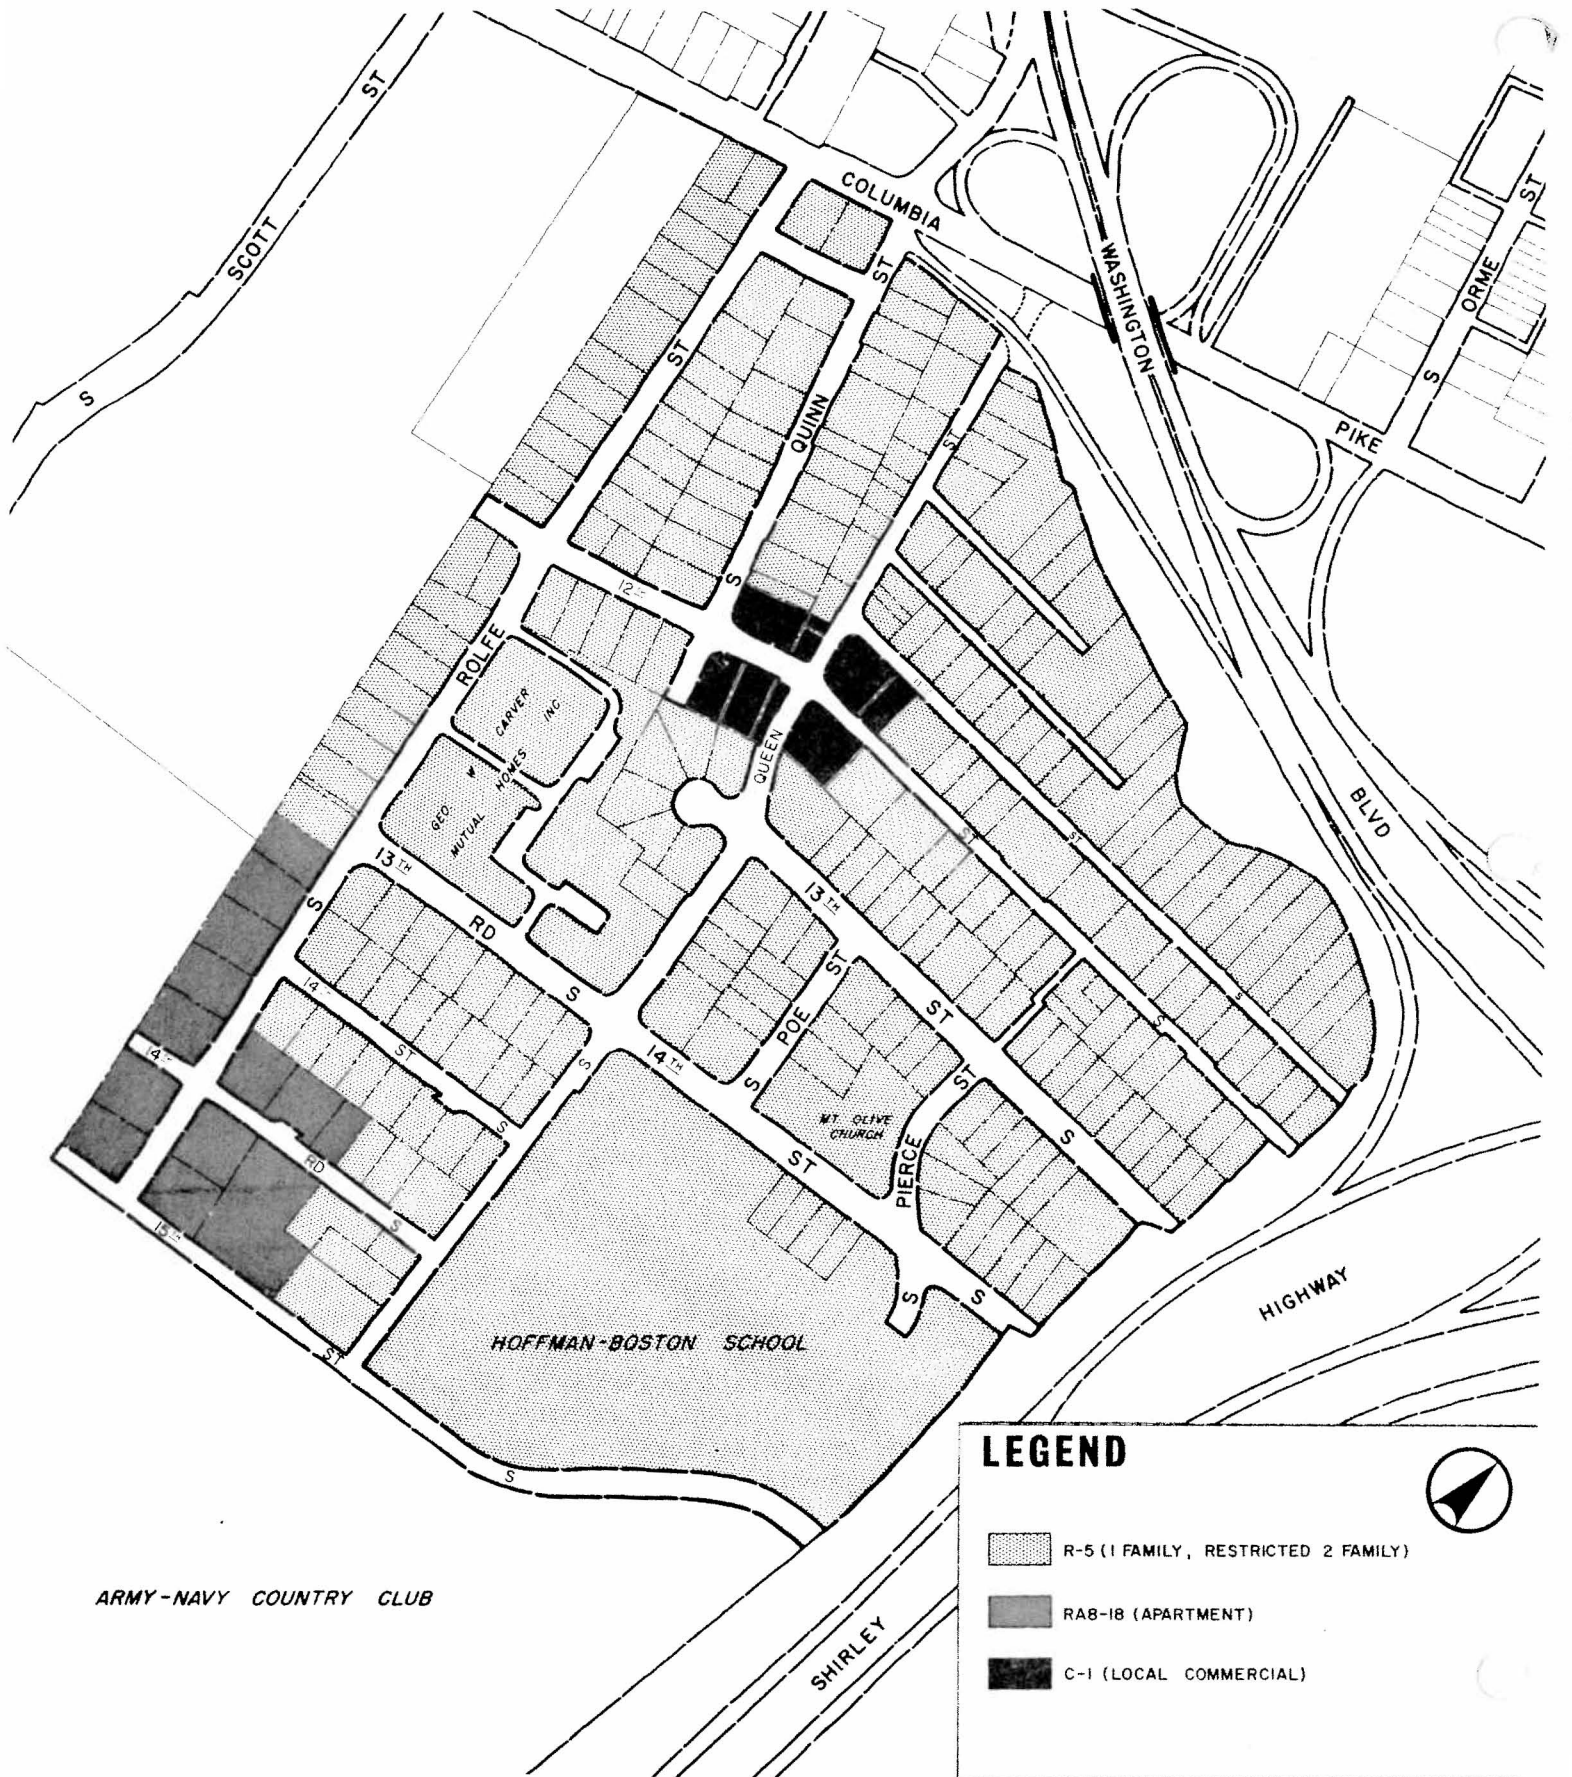 ST
SCOTT
S
COLUMBIA
WASHINGTON
ST
ORME
S
PIKE
ST
ST
QUINN
ST
S
12TH
ROLFE
S
CARVER INC
GEO. W
MUTUAL HOMES
QUEEN
ST
ST
S
S
BLVD
13TH
RD
S
13TH
ST
S
14TH
ST
S
S
14TH
ST
S
S
POE
ST
PIERCE
ST
MT. OLIVE
CHURCH
14TH
RD
S
15TH
ST
S
S
HOFFMAN-BOSTON SCHOOL
HIGHWAY
SHIRLEY
ARMY-NAVY COUNTRY CLUB
LEGEND
R-5 (1 FAMILY, RESTRICTED 2 FAMILY)
RA8-18 (APARTMENT)
C-1 (LOCAL COMMERCIAL)